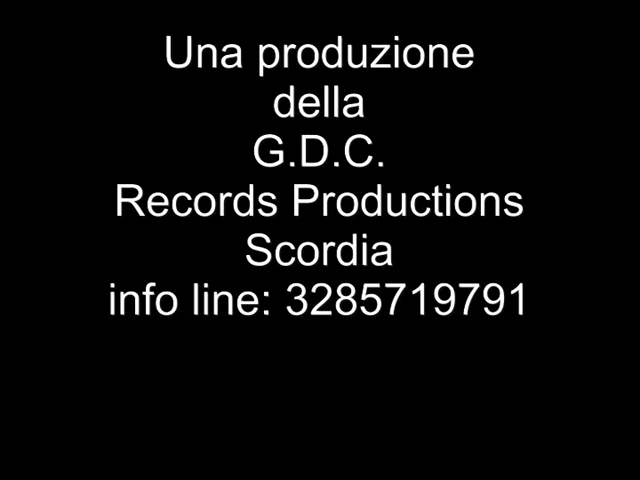 Una produzione
della
G.D.C.
Records Productions
Scordia
info line: 3285719791